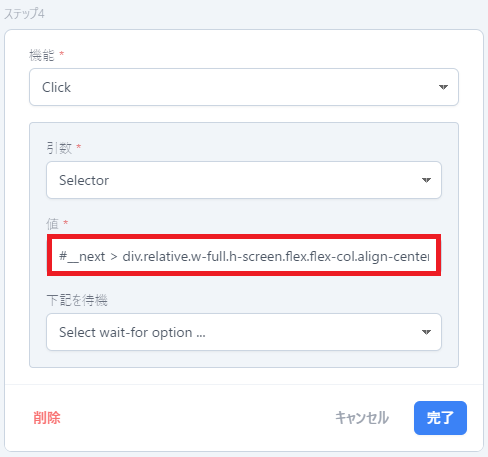 ステップ4
機能 *
Click
引数 *
Selector
値 *
#__next > div.relative.w-full.h-screen.flex.flex-col.align-center
下記を待機
Select wait-for option ...
削除
キャンセル
完了